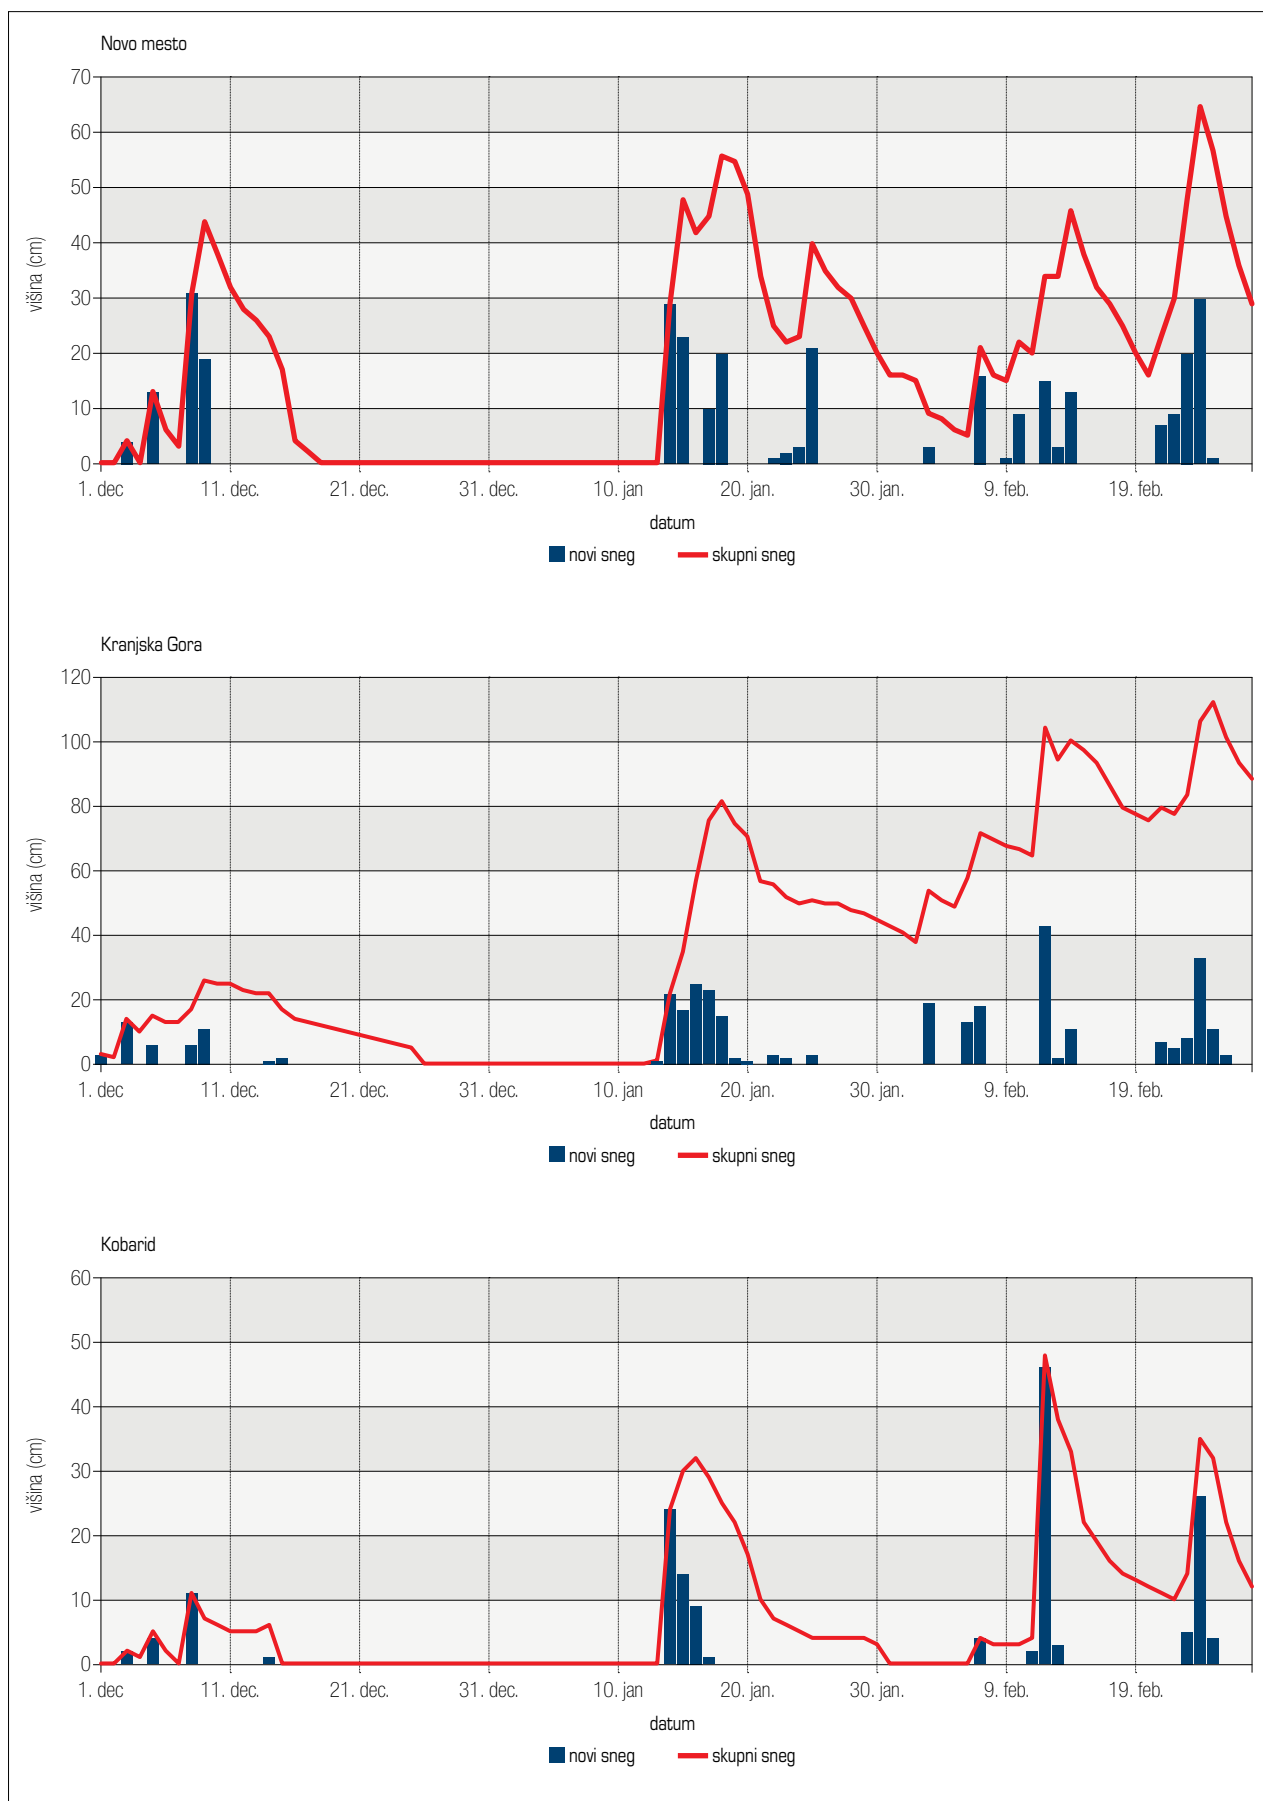 Novo mesto
70
60
50
40
30
20
10
0
višina (cm)
1. dec 11. dec. 21. dec. 31. dec. 10. jan 20. jan. 30. jan. 9. feb. 19. feb.
datum
novi sneg skupni sneg
Kranjska Gora
120
100
80
60
40
20
0
višina (cm)
1. dec 11. dec. 21. dec. 31. dec. 10. jan 20. jan. 30. jan. 9. feb. 19. feb.
datum
novi sneg skupni sneg
Kobarid
60
50
40
30
20
10
0
višina (cm)
1. dec 11. dec. 21. dec. 31. dec. 10. jan 20. jan. 30. jan. 9. feb. 19. feb.
datum
novi sneg skupni sneg